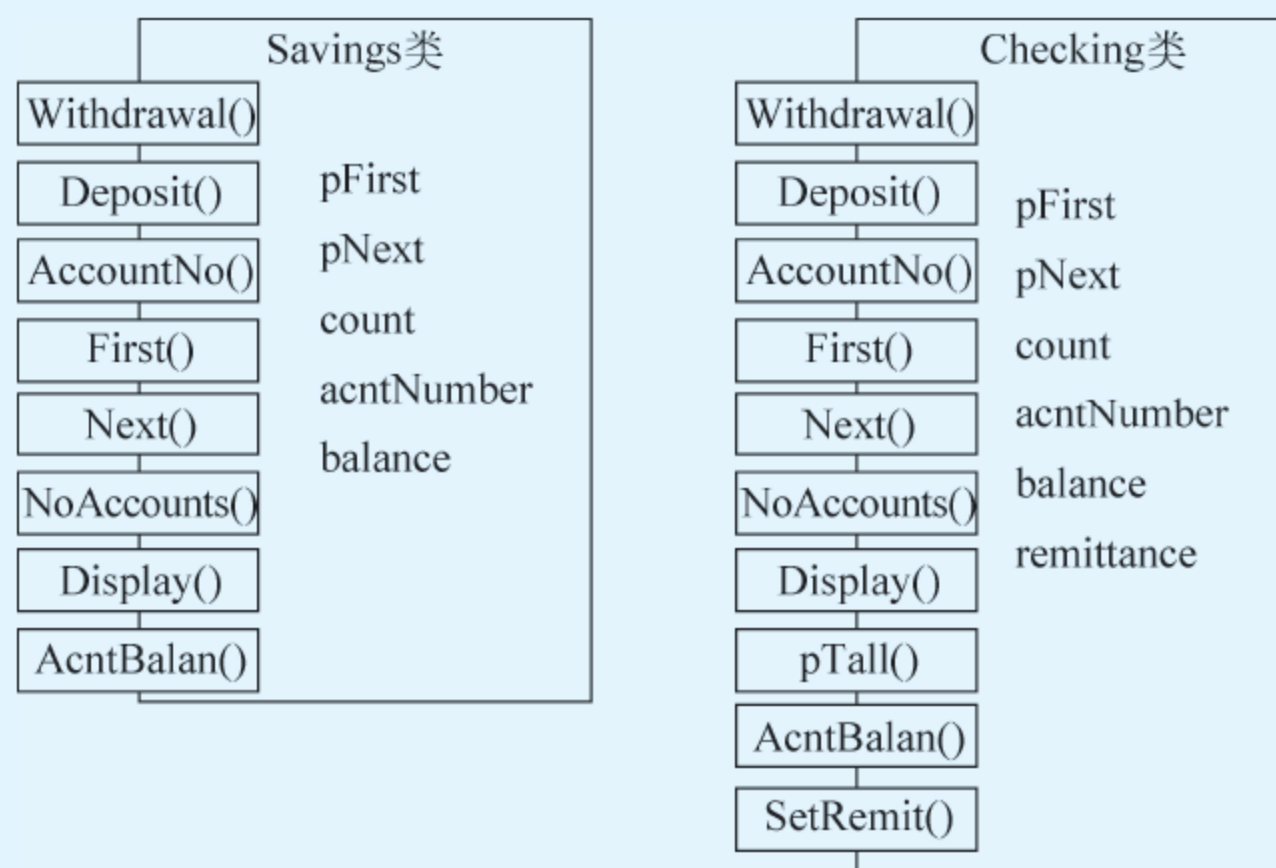 Savings类
Withdrawal()
Deposit()
AccountNo()
First()
Next()
NoAccounts()
Display()
AcntBalan()
pFirst
pNext
count
acntNumber
balance
Checking类
Withdrawal()
Deposit()
AccountNo()
First()
Next()
NoAccounts()
Display()
pTall()
AcntBalan()
SetRemit()
pFirst
pNext
count
acntNumber
balance
remittance